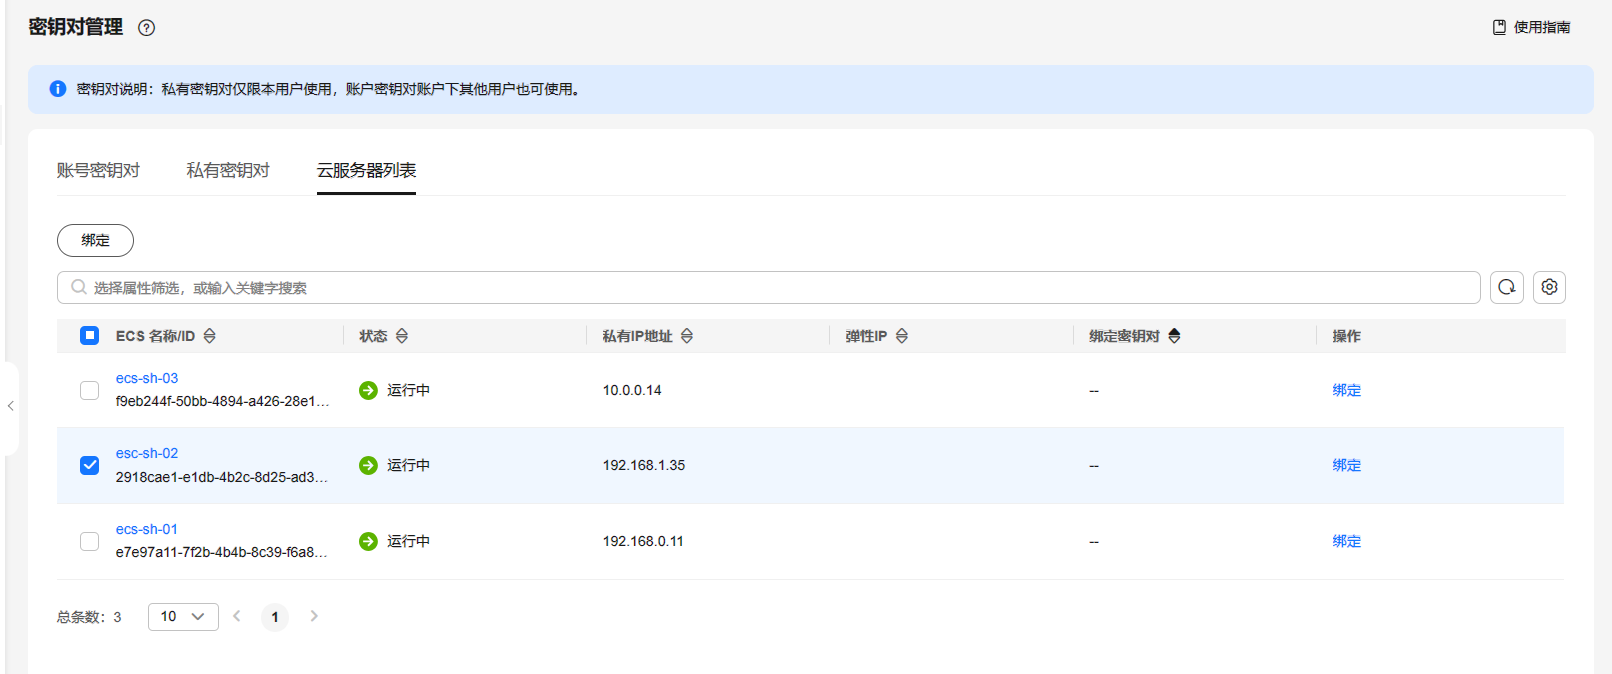 密钥对管理
使用指南
密钥对说明：私有密钥对仅限本用户使用，账户密钥对账户下其他用户也可使用。
账号密钥对 私有密钥对 云服务器列表
绑定
选择属性筛选，或输入关键字搜索
ECS 名称/ID 状态 私有IP地址 弹性IP 绑定密钥对 操作
ecs-sh-03
f9eb244f-50bb-4894-a426-28e1... 运行中 10.0.0.14 -- 绑定
esc-sh-02
2918cae1-e1db-4b2c-8d25-ad3... 运行中 192.168.1.35 -- 绑定
ecs-sh-01
e7e97a11-7f2b-4b4b-8c39-f6a8... 运行中 192.168.0.11 -- 绑定
总条数：3 10 1